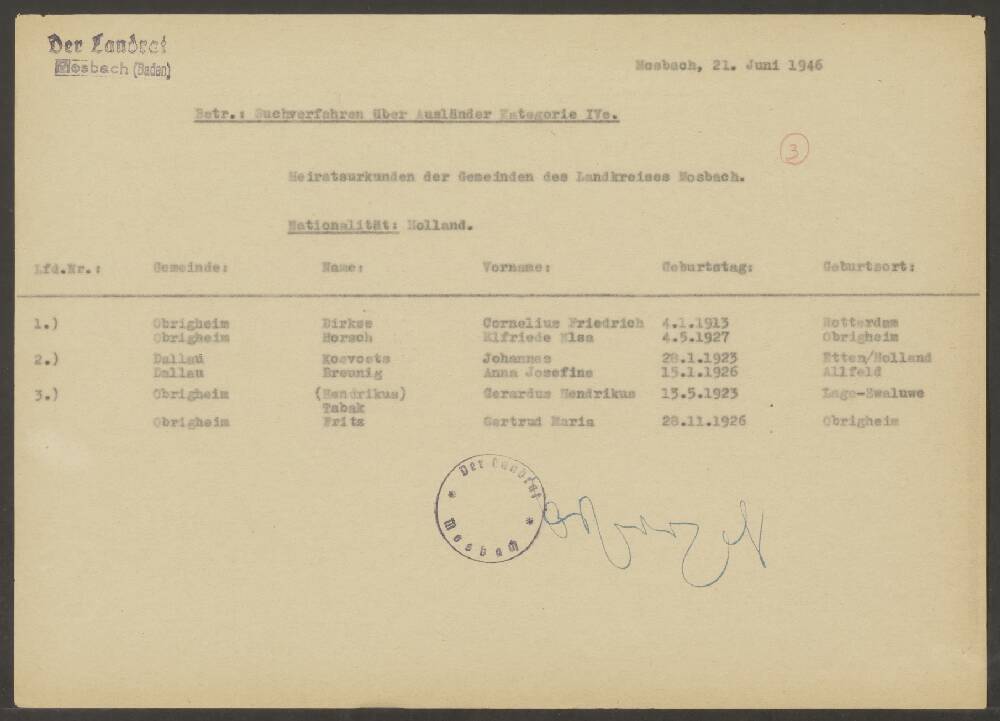 Der Landrat
Mosbach (Baden)
Mosbach, 21. Juni 1946
Betr.: Suchverfahren über Ausländer Kategorie IVe.
3
Heiratsurkunden der Gemeinden des Landkreises Mosbach.
Nationalität: Holland.
Lfd.Nr.: Gemeinde: Name: Vorname: Geburtstag: Geburtsort:
1.) Obrigheim Dirkse Cornelius Friedrich 4.1.1913 Rotterdam
Obrigheim Horsch Elfriede Elsa 4.5.1927 Obrigheim
2.) Dallau Koevoets Johannes 28.1.1923 Etten/Holland
Dallau Breunig Anna Josefine 15.1.1926 Allfeld
3.) Obrigheim (Hendrikus) Gerardus Hendrikus 13.5.1923 Lage-Zwaluwe
Tabak
Obrigheim Fritz Gertrud Maria 28.11.1926 Obrigheim
Der Landrat
* Mosbach *